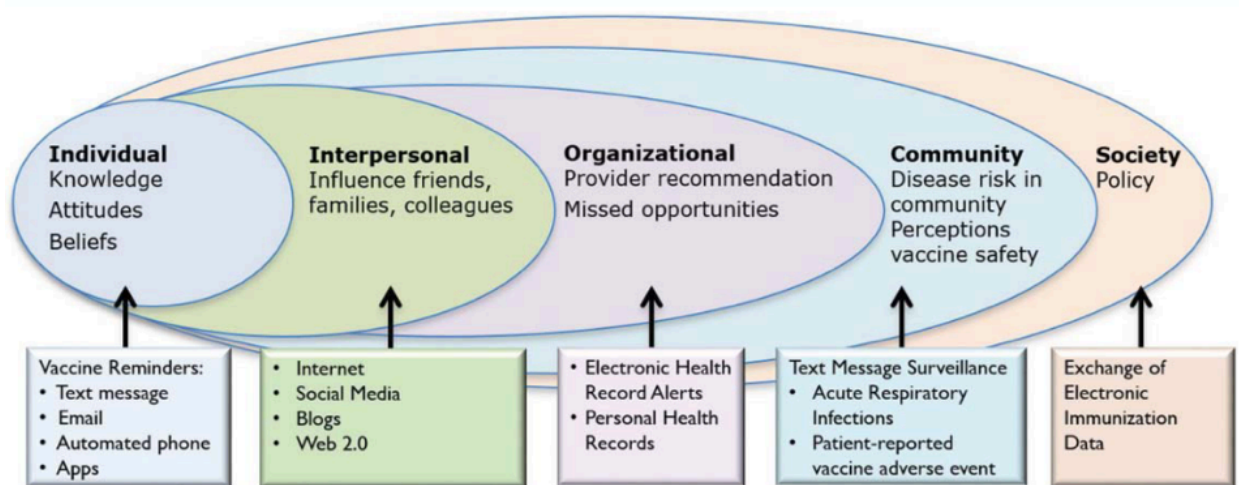 Individual
Knowledge
Attitudes
Beliefs
Interpersonal
Influence friends,
families, colleagues
Organizational
Provider recommendation
Missed opportunities
Community
Disease risk in
community
Perceptions
vaccine safety
Society
Policy
Vaccine Reminders:
• Text message
• Email
• Automated phone
• Apps
• Internet
• Social Media
• Blogs
• Web 2.0
• Electronic Health
Record Alerts
• Personal Health
Records
Text Message Surveillance
• Acute Respiratory
Infections
• Patient-reported
vaccine adverse event
Exchange of
Electronic
Immunization
Data